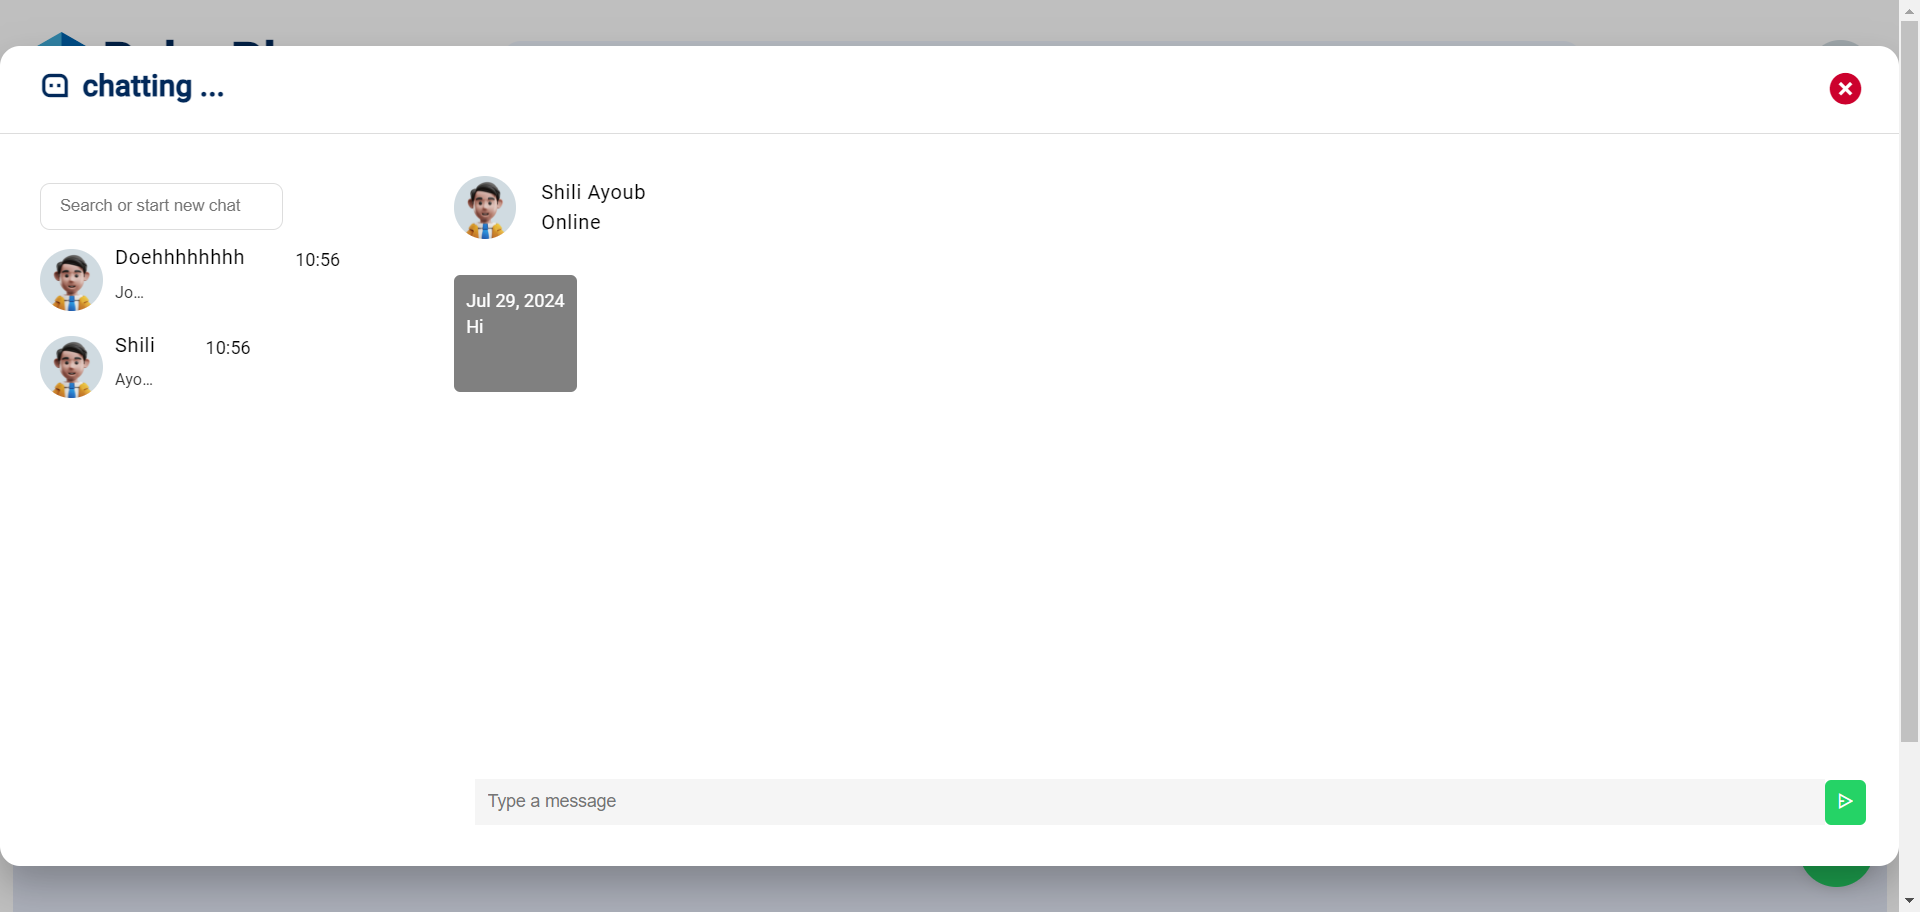 chatting ...
Search or start new chat
Doehhhhhhhh
10:56
Jo...
Shili
10:56
Ayo...
Shili Ayoub
Online
Jul 29, 2024
Hi
Type a message